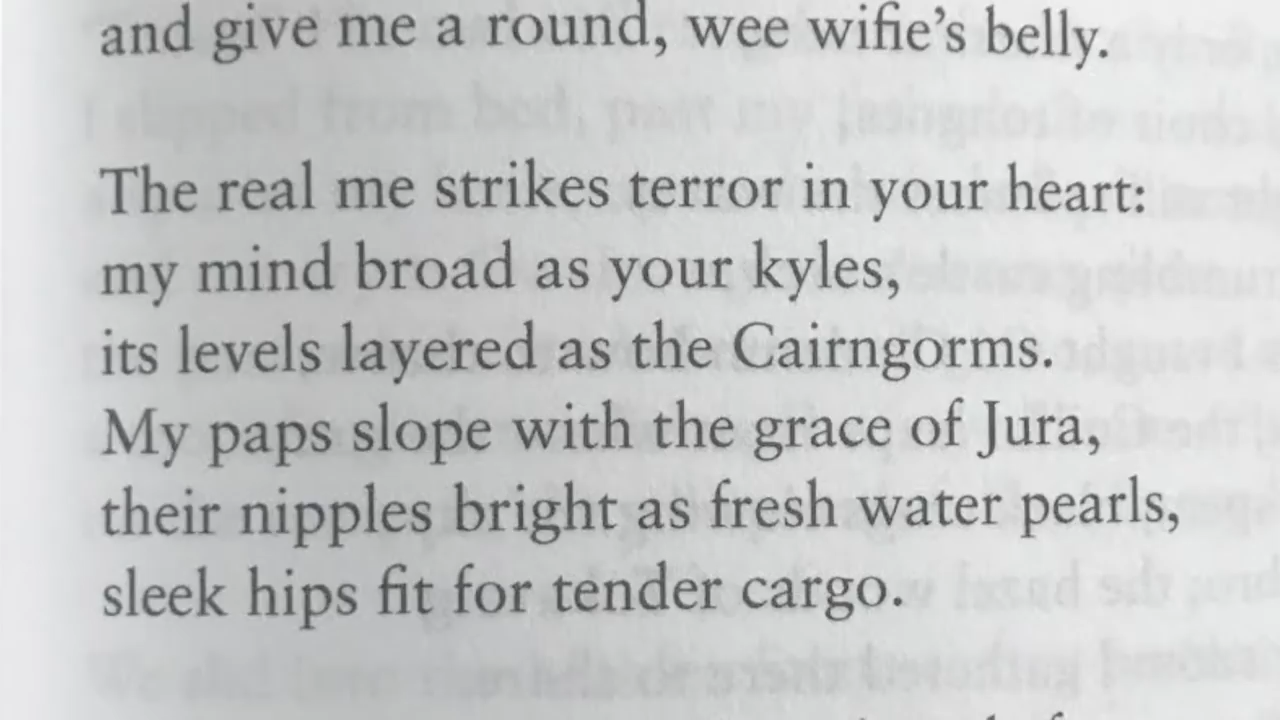 and give me a round, wee wifie's belly.
The real me strikes terror in your heart:
my mind broad as your kyles,
its levels layered as the Cairngorms.
My paps slope with the grace of Jura,
their nipples bright as fresh water pearls,
sleek hips fit for tender cargo.